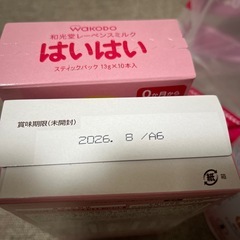 wakodo
和光堂レーベンスミルク
はいはい
スティックパック 13g×10本入
0か月から
賞味期限(未開封)
2026. 8 /A6
紙
箱